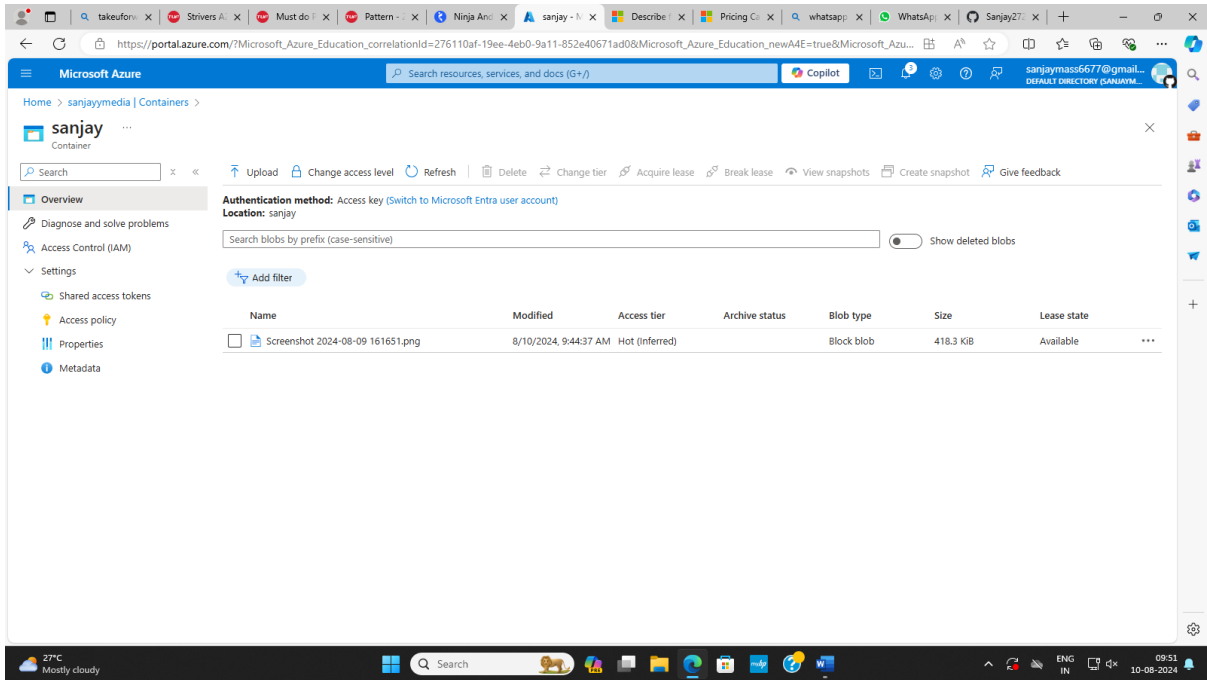 takeuforw
Strivers A2
Must do P
Pattern - 2
Ninja And
sanjay - M
Describe
Pricing Ca
whatsapp
WhatsApp
Sanjay272
https://portal.azure.com/?Microsoft_Azure_Education_correlationId=276110af-19ee-4eb0-9a11-852e40671ad0&Microsoft_Azure_Education_newA4E=true&Microsoft_Azu...
Microsoft Azure
Search resources, services, and docs (G+/)
Copilot
3
sanjaymass6677@gmail...
DEFAULT DIRECTORY (SANJAYM...
Home > sanjayymedia | Containers >
sanjay ...
Container
Search
Upload Change access level Refresh Delete Change tier Acquire lease Break lease View snapshots Create snapshot Give feedback
Overview
Diagnose and solve problems
Access Control (IAM)
Settings
Shared access tokens
Access policy
Properties
Metadata
Authentication method: Access key (Switch to Microsoft Entra user account)
Location: sanjay
Search blobs by prefix (case-sensitive)
Show deleted blobs
Add filter
Name Modified Access tier Archive status Blob type Size Lease state
Screenshot 2024-08-09 161651.png 8/10/2024, 9:44:37 AM Hot (Inferred) Block blob 418.3 KiB Available ...
27°C
Mostly cloudy
Search
PRE
ENG
IN
09:51
10-08-2024